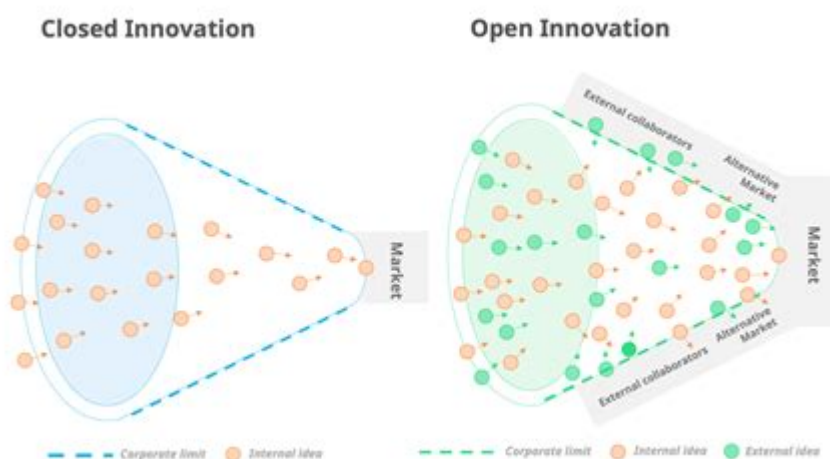 Closed Innovation
Open Innovation
Market
External collaborators
Alternative
Market
Market
Alternative
Market
External collaborators
Corporate limit
Internal idea
Corporate limit
Internal idea
External idea